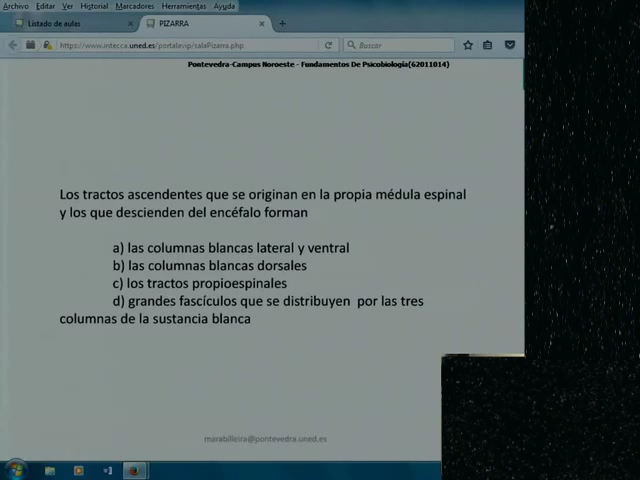 Archivo Editar Ver Historial Marcadores Herramientas Ayuda
Listado de aulas
PIZARRA
https://www.intecca.uned.es/portalavip/salaPizarra.php
Buscar
Pontevedra-Campus Noroeste - Fundamentos De Psicobiología(62011014)
Los tractos ascendentes que se originan en la propia médula espinal
y los que descienden del encéfalo forman
a) las columnas blancas lateral y ventral
b) las columnas blancas dorsales
c) los tractos propioespinales
d) grandes fascículos que se distribuyen por las tres
columnas de la sustancia blanca
marabilleira@pontevedra.uned.es